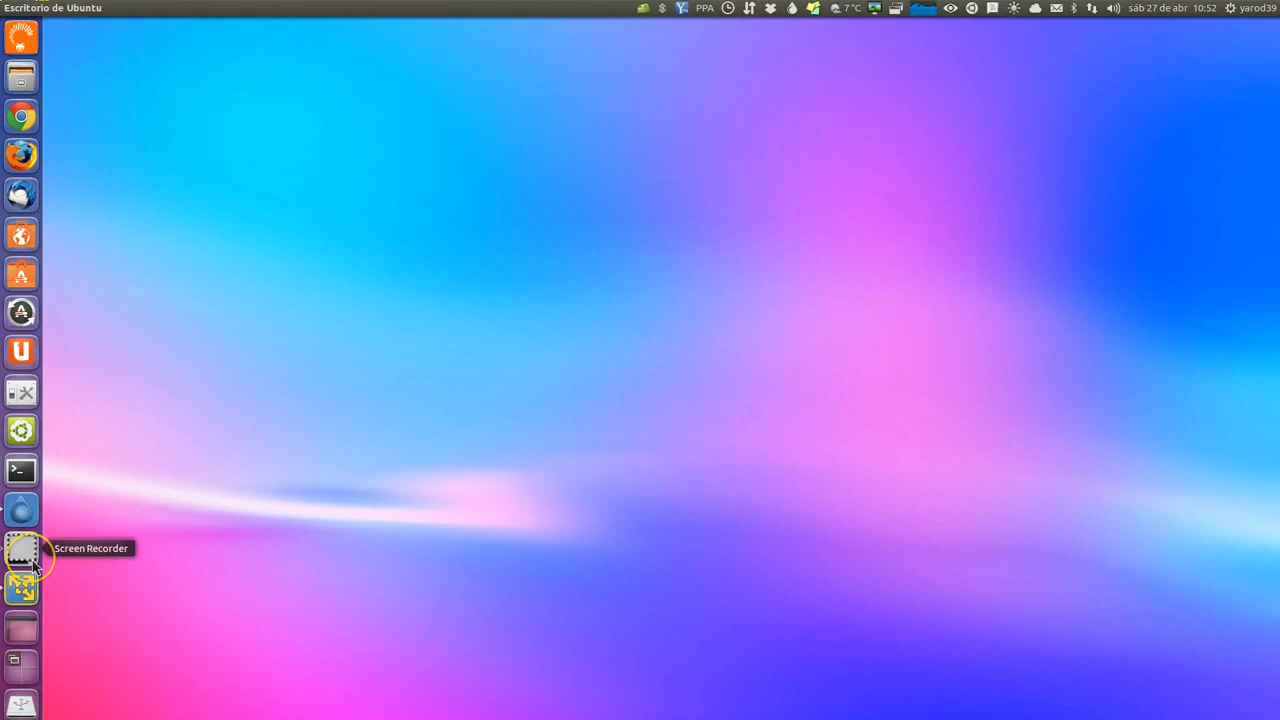 Escritorio de Ubuntu
PPA
7 °C
sáb 27 de abr
10:52
yarod39
Screen Recorder